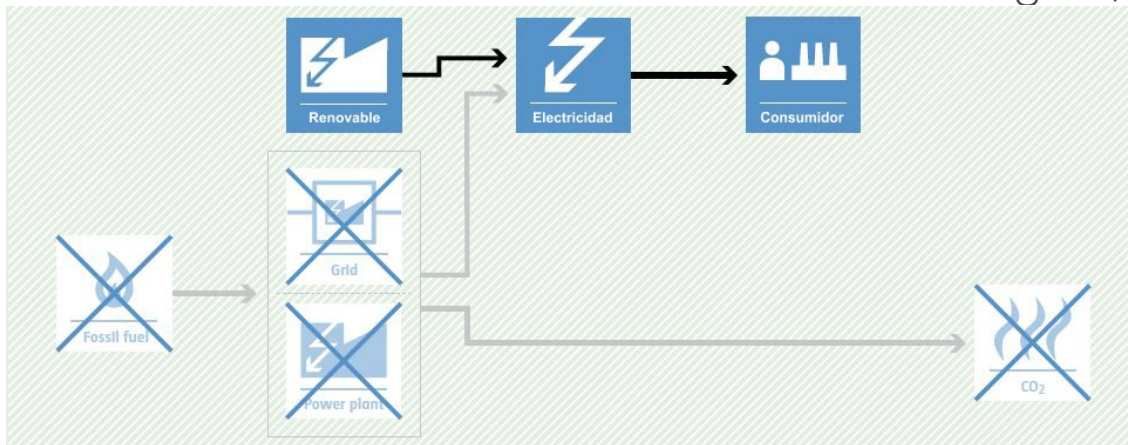 Renovable
Electricidad
Consumidor
Grid
Fossil fuel
Power plant
CO₂